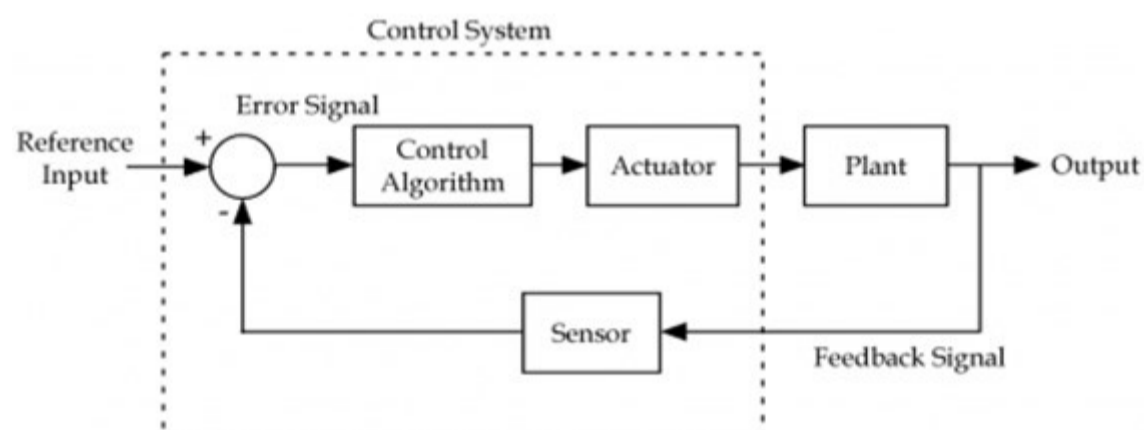 Control System
Error Signal
Reference
Input
+
-
Control
Algorithm
Actuator
Plant
Output
Sensor
Feedback Signal